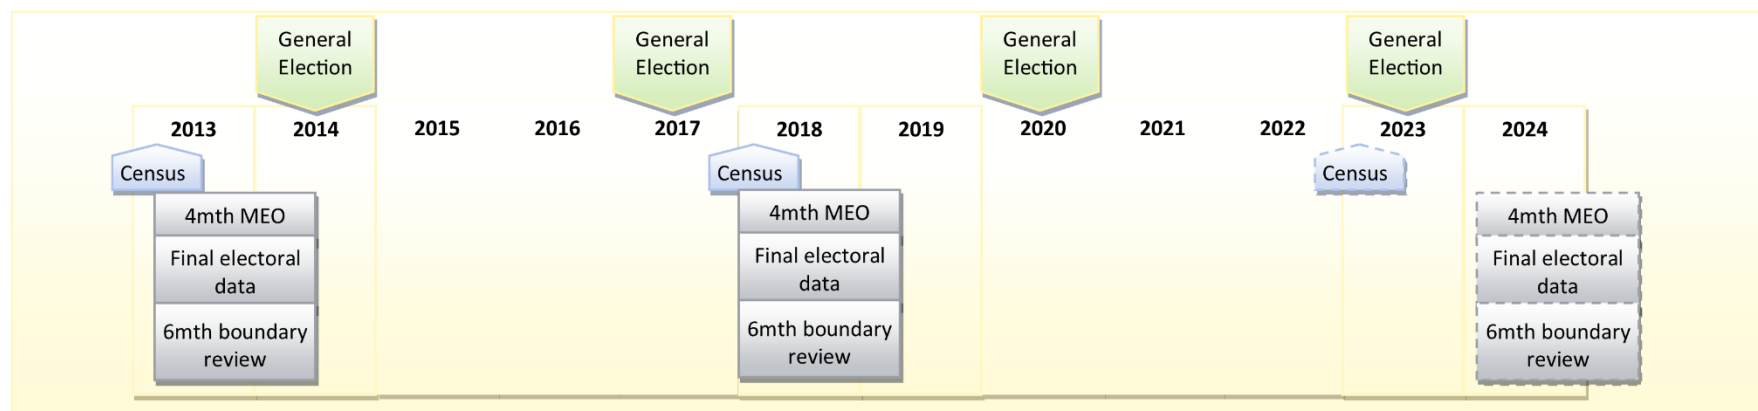 General
Election
General
Election
General
Election
General
Election
2013 2014 2015 2016 2017 2018 2019 2020 2021 2022 2023 2024
Census
Census
Census
4mth MEO
Final electoral
data
6mth boundary
review
4mth MEO
Final electoral
data
6mth boundary
review
4mth MEO
Final electoral
data
6mth boundary
review